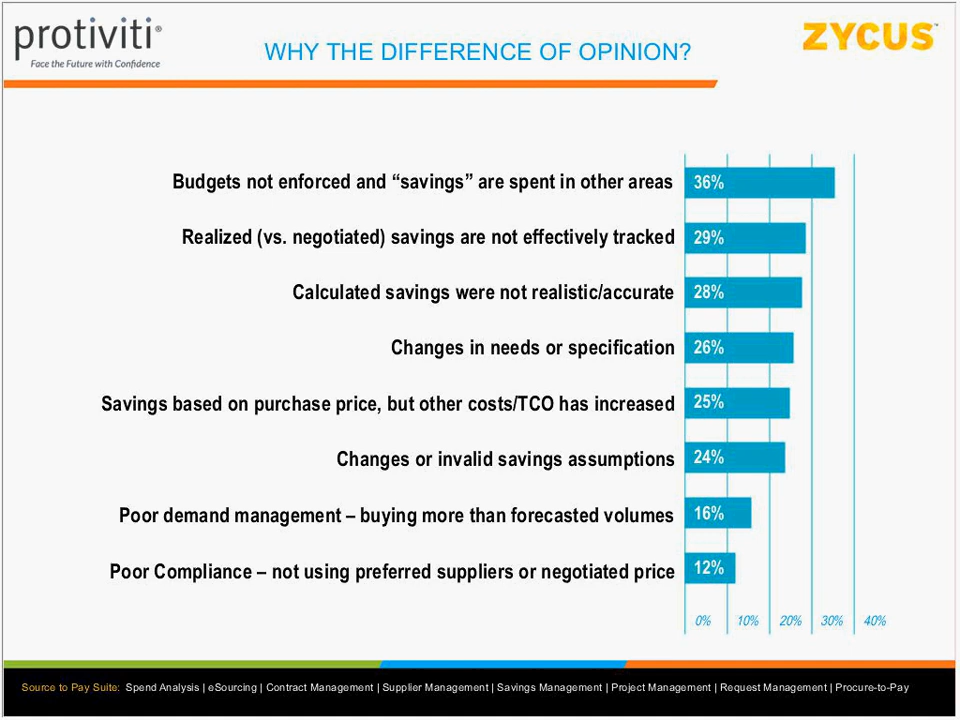 protiviti®
Face the Future with Confidence
WHY THE DIFFERENCE OF OPINION?
ZYCUS™
Budgets not enforced and “savings” are spent in other areas 36%
Realized (vs. negotiated) savings are not effectively tracked 29%
Calculated savings were not realistic/accurate 28%
Changes in needs or specification 26%
Savings based on purchase price, but other costs/TCO has increased 25%
Changes or invalid savings assumptions 24%
Poor demand management – buying more than forecasted volumes 16%
Poor Compliance – not using preferred suppliers or negotiated price 12%
0% 10% 20% 30% 40%
Source to Pay Suite: Spend Analysis | eSourcing | Contract Management | Supplier Management | Savings Management | Project Management | Request Management | Procure-to-Pay